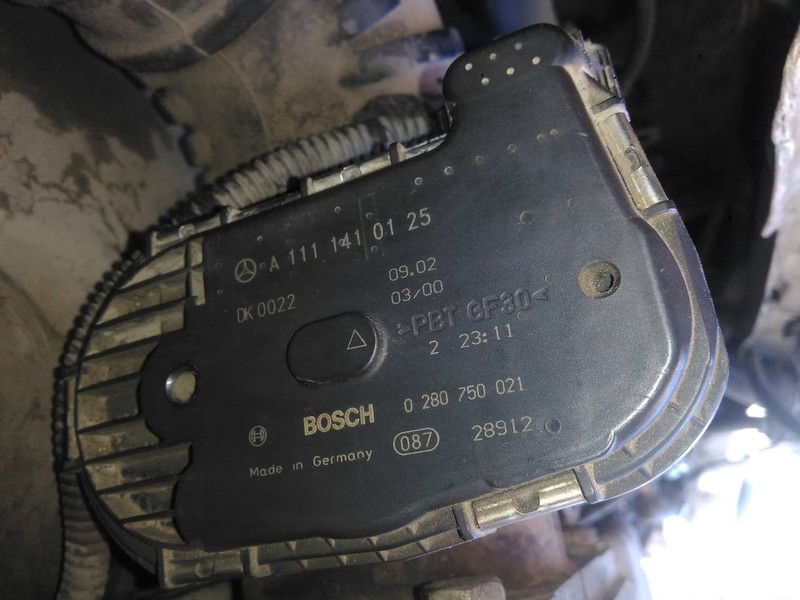 A 111 141 01 25
09.02
DK0022
03/00
>PBT GF30<
2 23:11
BOSCH 0 280 750 021
Made in Germany 087 28912